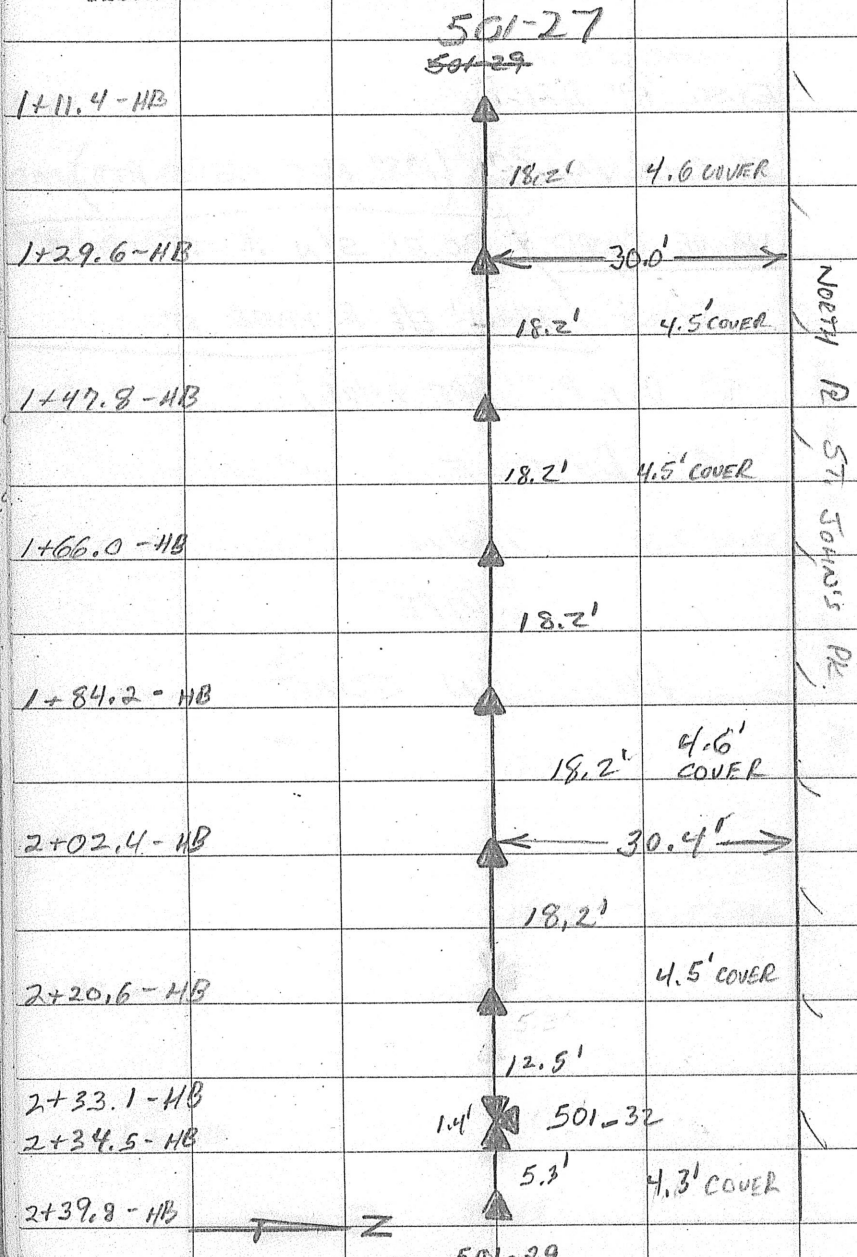 501-27
501-29
1+11.4-HB
18.2' 4.6 COVER
1+29.6-HB 30.0'
18.2' 4.5' COVER
1+47.8-HB
18.2' 4.5' COVER
1+66.0-HB
18.2'
1+84.2-HB
18.2' 4.6'
COVER
2+02.4-HB 30.4'
18.2'
4.5' COVER
2+20.6-HB
12.5'
2+33.1-HB
1.4' 501-32
2+34.5-HB
5.3' 4.3' COVER
2+39.8-HB
N
501-29
NORTH ST. JOHN'S